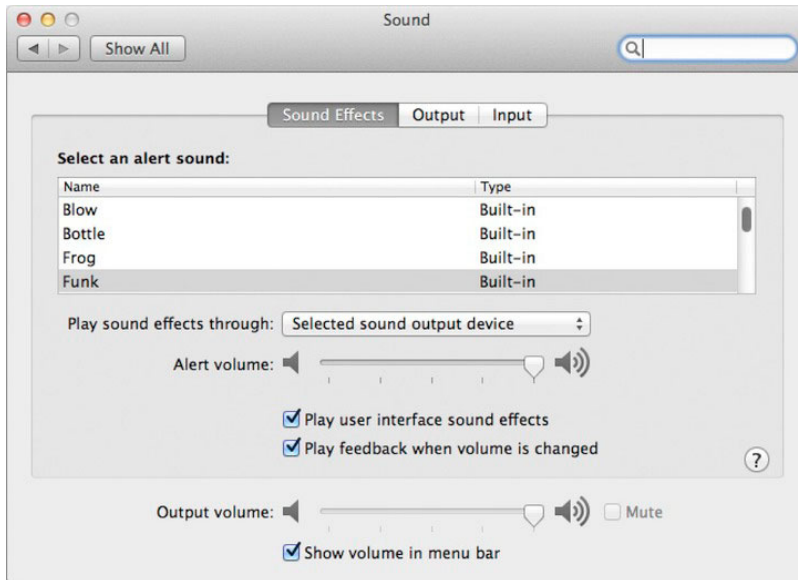 Sound
Show All
Sound Effects Output Input
Select an alert sound:
Name Type
Blow Built-in
Bottle Built-in
Frog Built-in
Funk Built-in
Play sound effects through: Selected sound output device
Alert volume:
Play user interface sound effects
Play feedback when volume is changed
?
Output volume: Mute
Show volume in menu bar